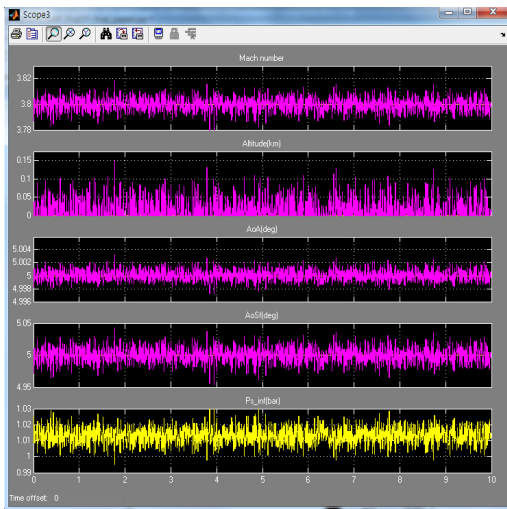 Scope3
Mach number
3.82
3.8
3.78
Altitude(km)
0.15
0.1
0.05
0
AoA(deg)
5.004
5.002
5
4.998
4.996
AoSl(deg)
5.05
5
4.95
Ps_inf(bar)
1.03
1.02
1.01
1
0.99
0 1 2 3 4 5 6 7 8 9 10
Time offset: 0